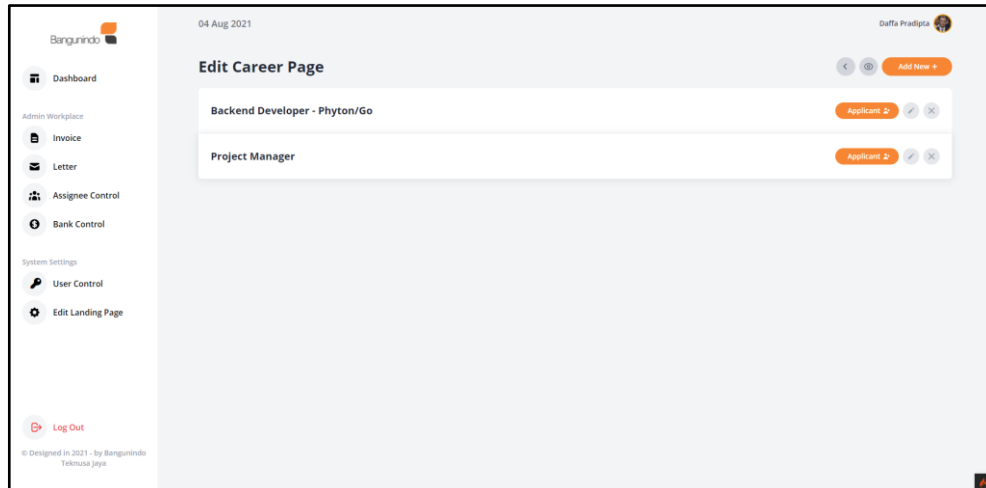 Bangunindo
Dashboard
Admin Workplace
Invoice
Letter
Assignee Control
Bank Control
System Settings
User Control
Edit Landing Page
Log Out
© Designed in 2021 - by Bangunindo
Teknusa Jaya
04 Aug 2021
Daffa Pradipta
Edit Career Page
Add New +
Backend Developer - Phyton/Go
Applicant
Project Manager
Applicant